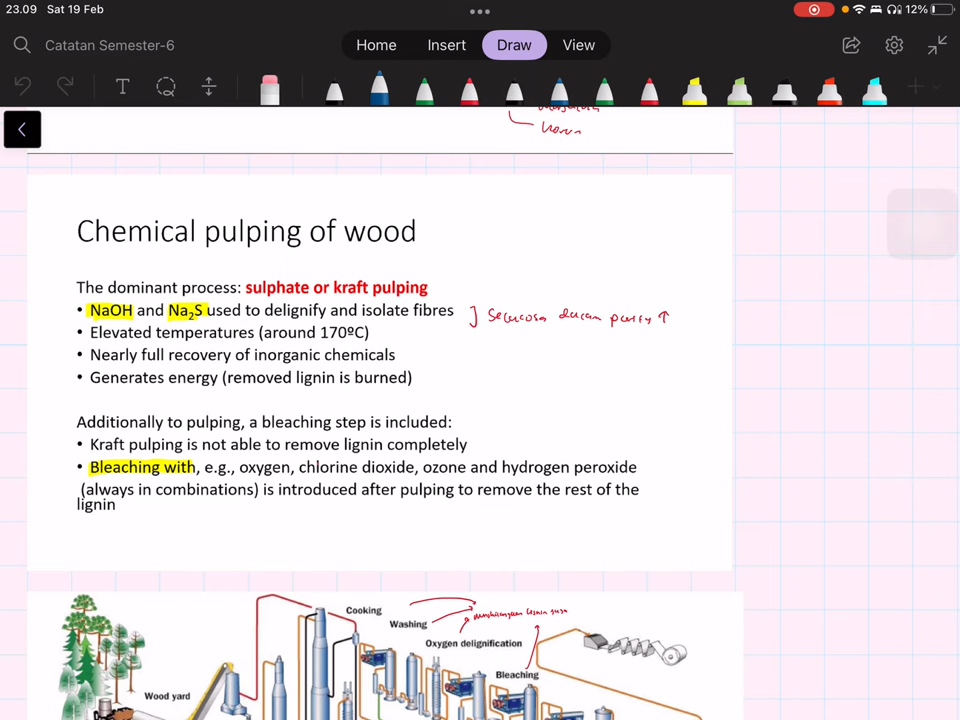 23.09 Sat 19 Feb
12%
Catatan Semester-6
Home Insert Draw View
Chemical pulping of wood
The dominant process: sulphate or kraft pulping
• NaOH and Na₂S used to delignify and isolate fibres
• Elevated temperatures (around 170ºC)
• Nearly full recovery of inorganic chemicals
• Generates energy (removed lignin is burned)
Additionally to pulping, a bleaching step is included:
• Kraft pulping is not able to remove lignin completely
• Bleaching with, e.g., oxygen, chlorine dioxide, ozone and hydrogen peroxide
(always in combinations) is introduced after pulping to remove the rest of the
lignin
Cooking
Washing
lignin
Oxygen delignification
Bleaching
Wood yard